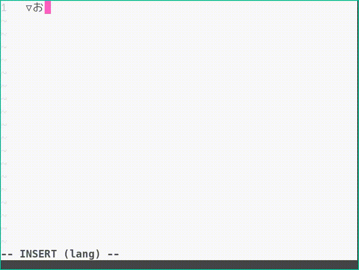 1 ▽お
-- INSERT (lang) --